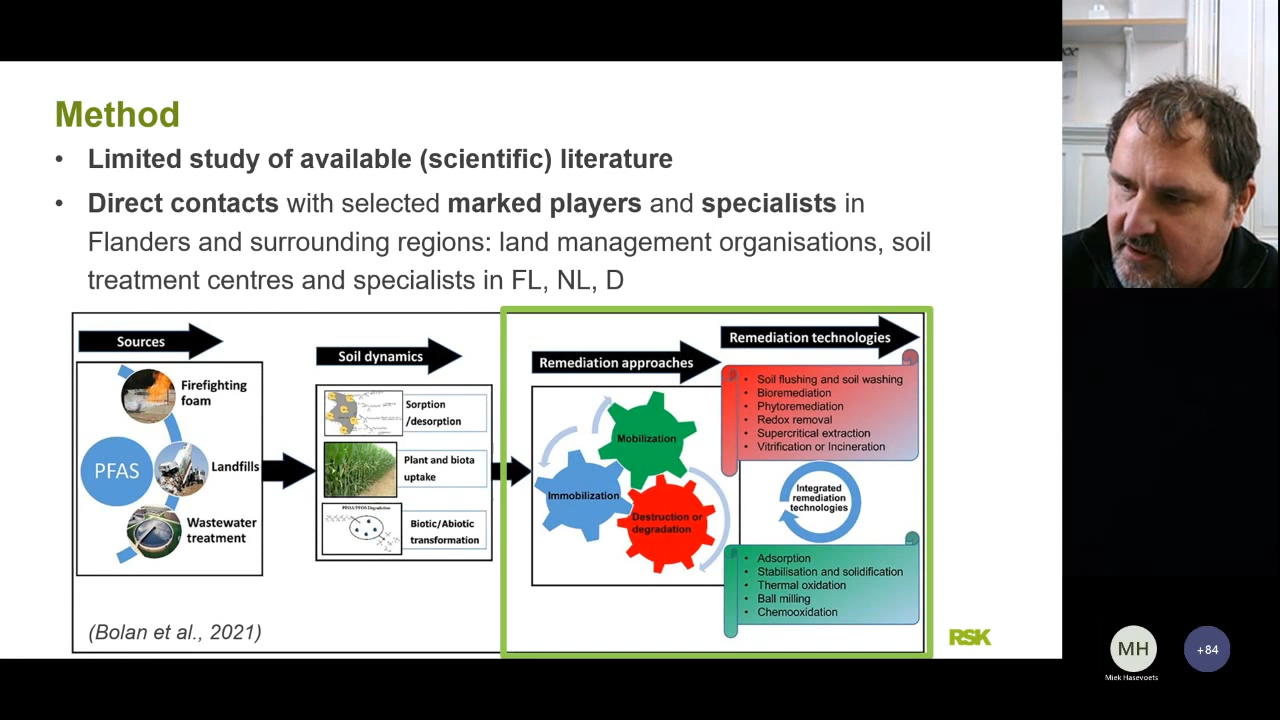 Method
• Limited study of available (scientific) literature
• Direct contacts with selected marked players and specialists in
Flanders and surrounding regions: land management organisations, soil
treatment centres and specialists in FL, NL, D
Sources
Firefighting
foam
PFAS
Landfills
Wastewater
treatment
Soil dynamics
Sorption
/desorption
Plant and biota
uptake
PFOA/PFOS Degradation
Biotic/Abiotic
transformation
Remediation approaches
Mobilization
Immobilization
Destruction or
degradation
Remediation technologies
• Soil flushing and soil washing
• Bioremediation
• Phytoremediation
• Redox removal
• Supercritical extraction
• Vitrification or Incineration
Integrated
remediation
technologies
• Adsorption
• Stabilisation and solidification
• Thermal oxidation
• Ball milling
• Chemooxidation
(Bolan et al., 2021)
RSK
MH
Miek Hasevoets
+84